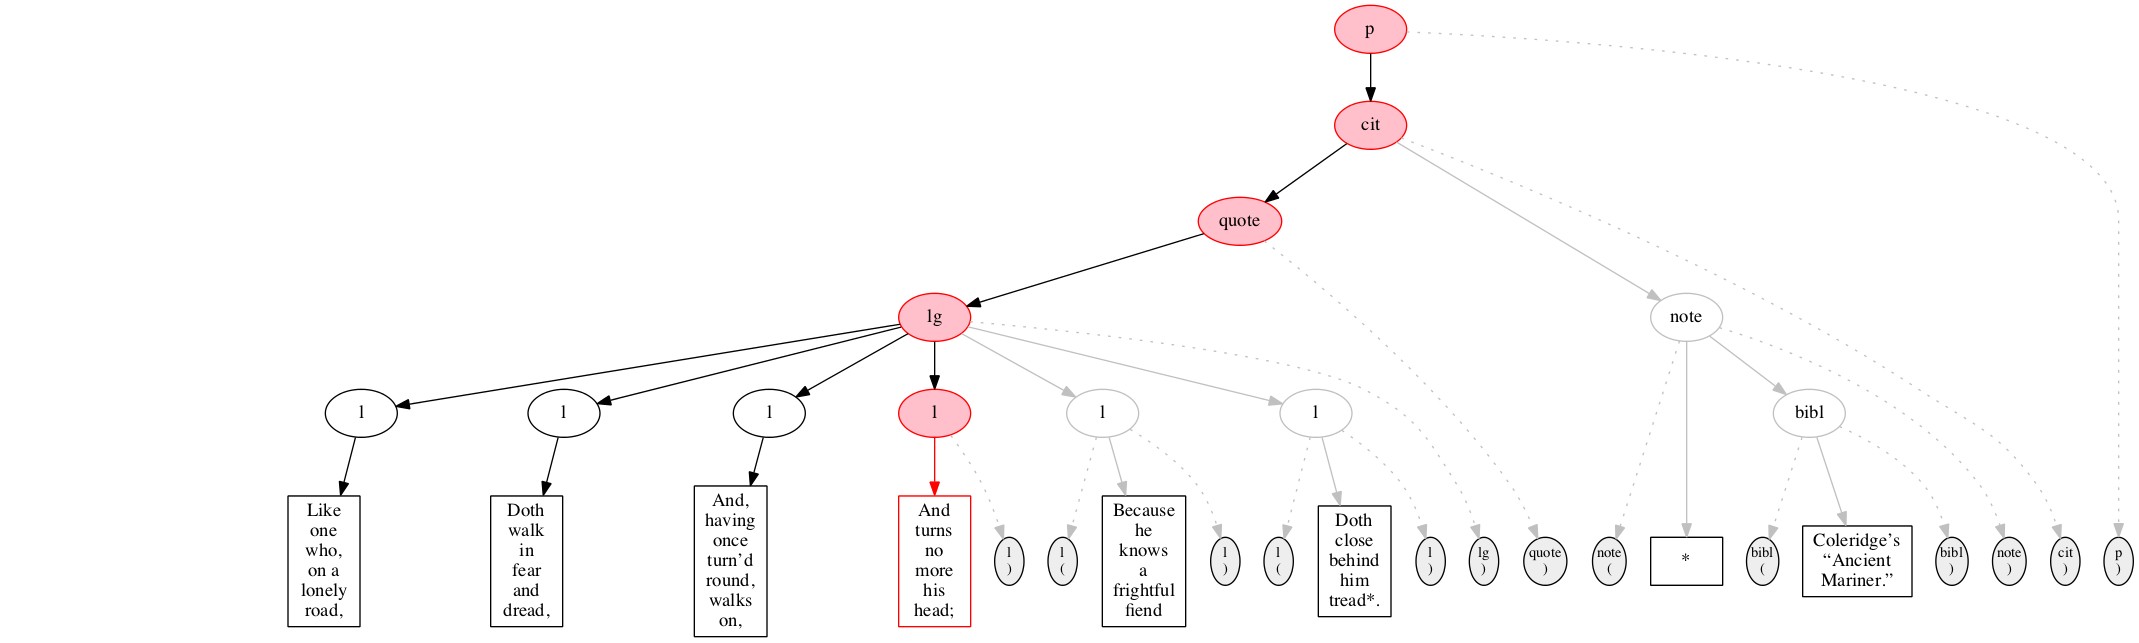 p
cit
quote
lg
note
l
l
l
l
l
l
bibl
Like
one
who,
on a
lonely
road,
Doth
walk
in
fear
and
dread,
And,
having
once
turn’d
round,
walks
on,
And
turns
no
more
his
head;
l
)
l
(
Because
he
knows
a
frightful
fiend
l
)
l
(
Doth
close
behind
him
tread*.
l
)
lg
)
quote
)
note
(
*
bibl
(
Coleridge’s
“Ancient
Mariner.”
bibl
)
note
)
cit
)
p
)